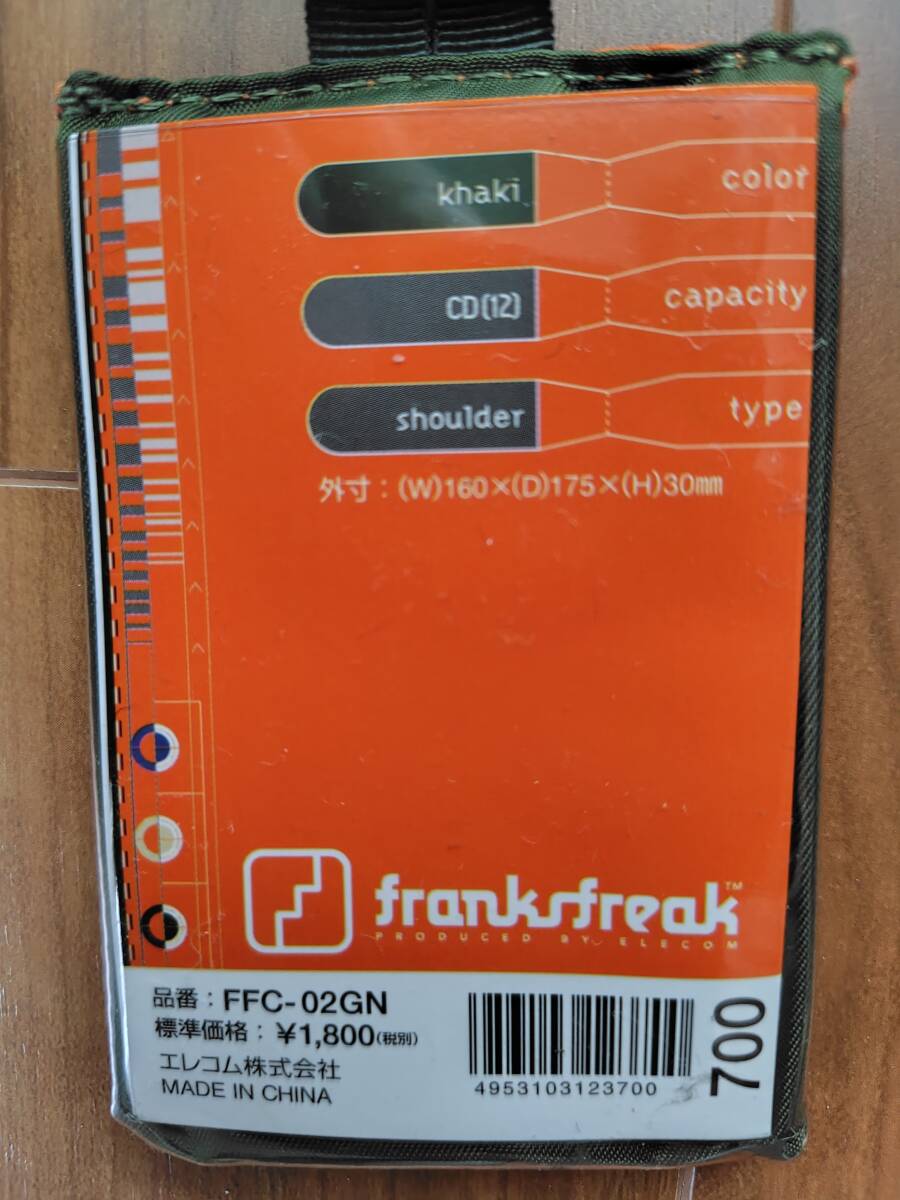 khaki color
CD(12) capacity
shoulder type
外寸：(W)160×(D)175×(H)30mm
franksfreak™
PRODUCED BY ELECOM
品番：FFC-02GN
標準価格：¥1,800(税別)
エレコム株式会社
MADE IN CHINA
4953103123700
700